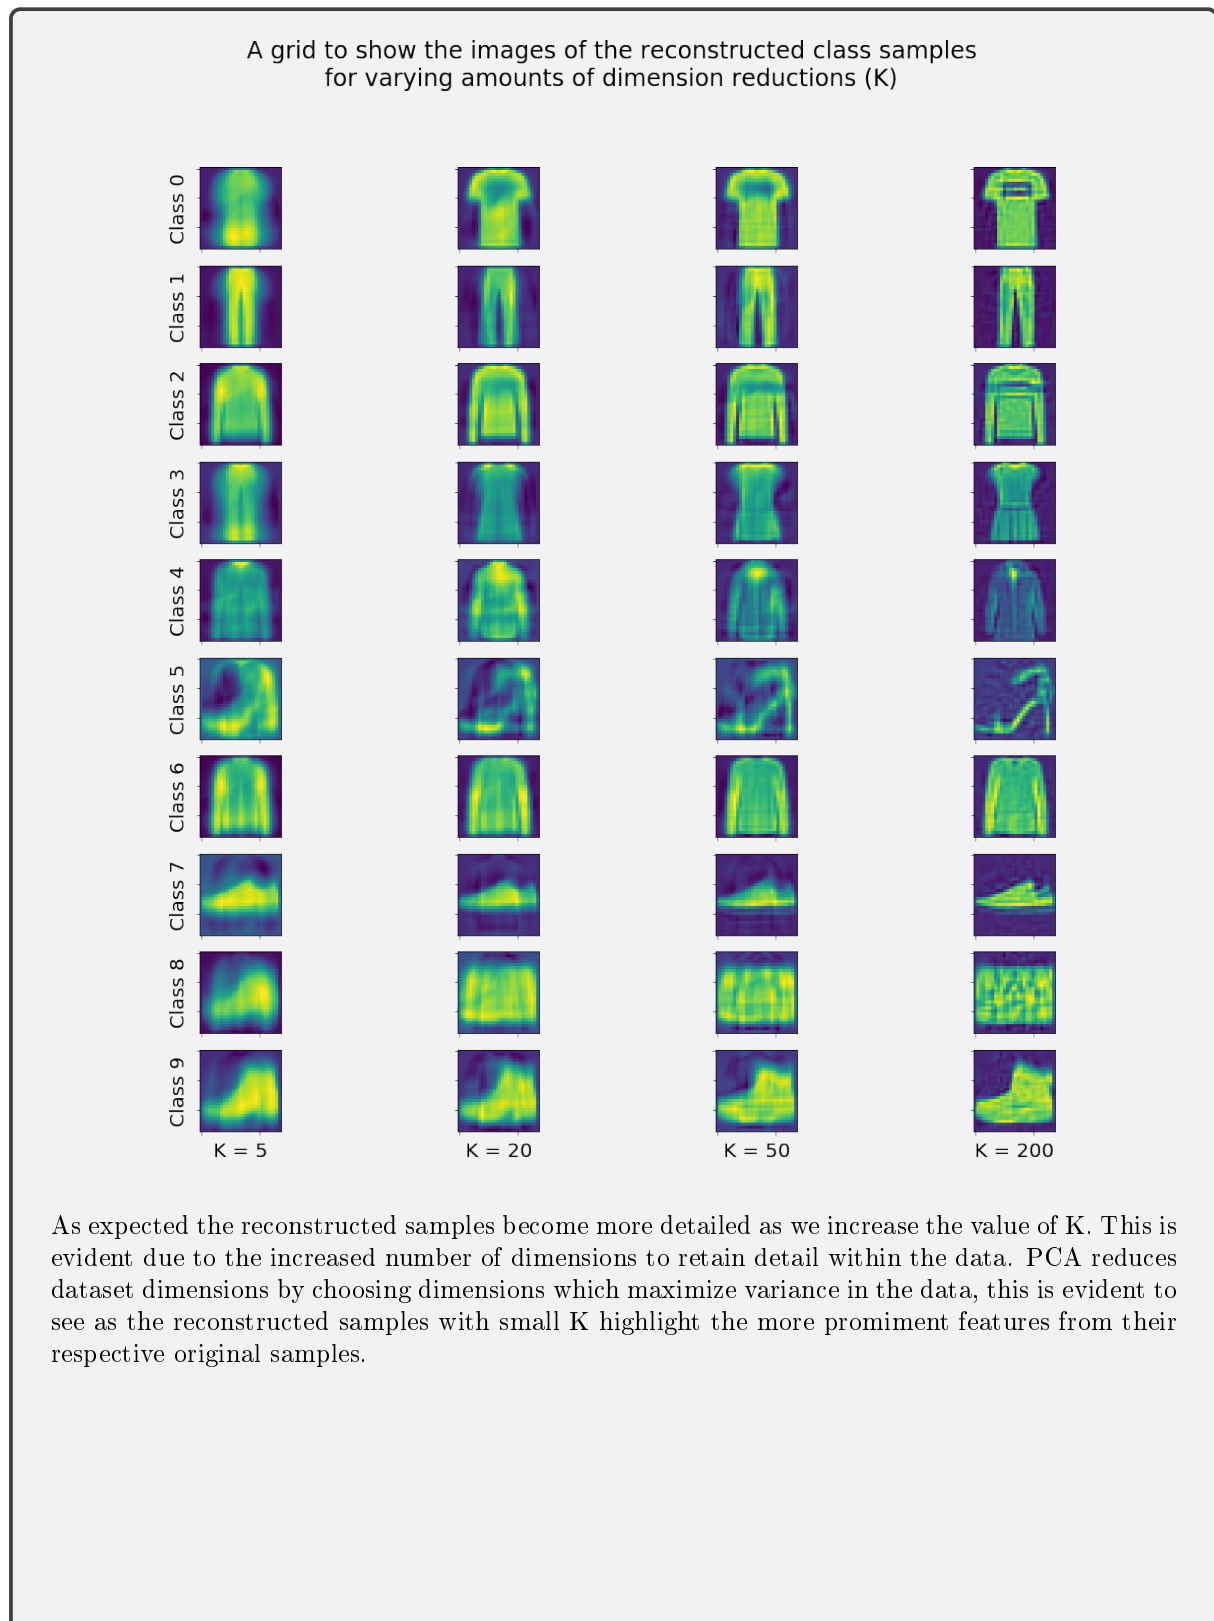 A grid to show the images of the reconstructed class samples
for varying amounts of dimension reductions (K)
Class 0
Class 1
Class 2
Class 3
Class 4
Class 5
Class 6
Class 7
Class 8
Class 9
K = 5 K = 20 K = 50 K = 200
As expected the reconstructed samples become more detailed as we increase the value of K. This is
evident due to the increased number of dimensions to retain detail within the data. PCA reduces
dataset dimensions by choosing dimensions which maximize variance in the data, this is evident to
see as the reconstructed samples with small K highlight the more promiment features from their
respective original samples.